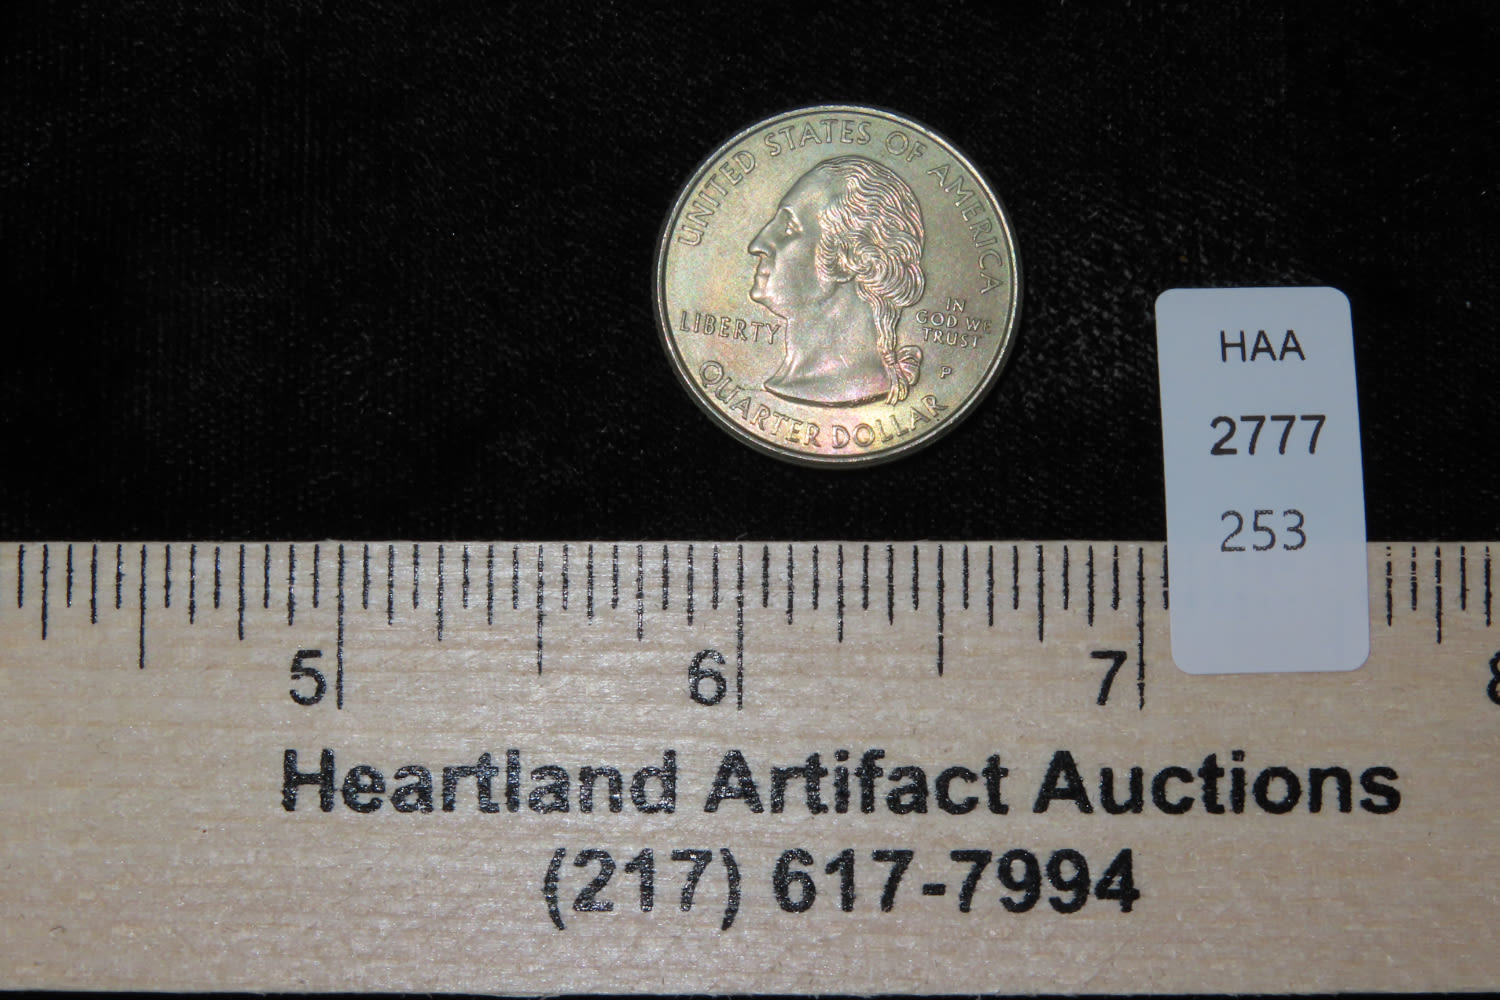 UNITED STATES OF AMERICA
LIBERTY
IN
GOD WE
TRUST
P
QUARTER DOLLAR
HAA
2777
253
5 6 7 8
Heartland Artifact Auctions
(217) 617-7994